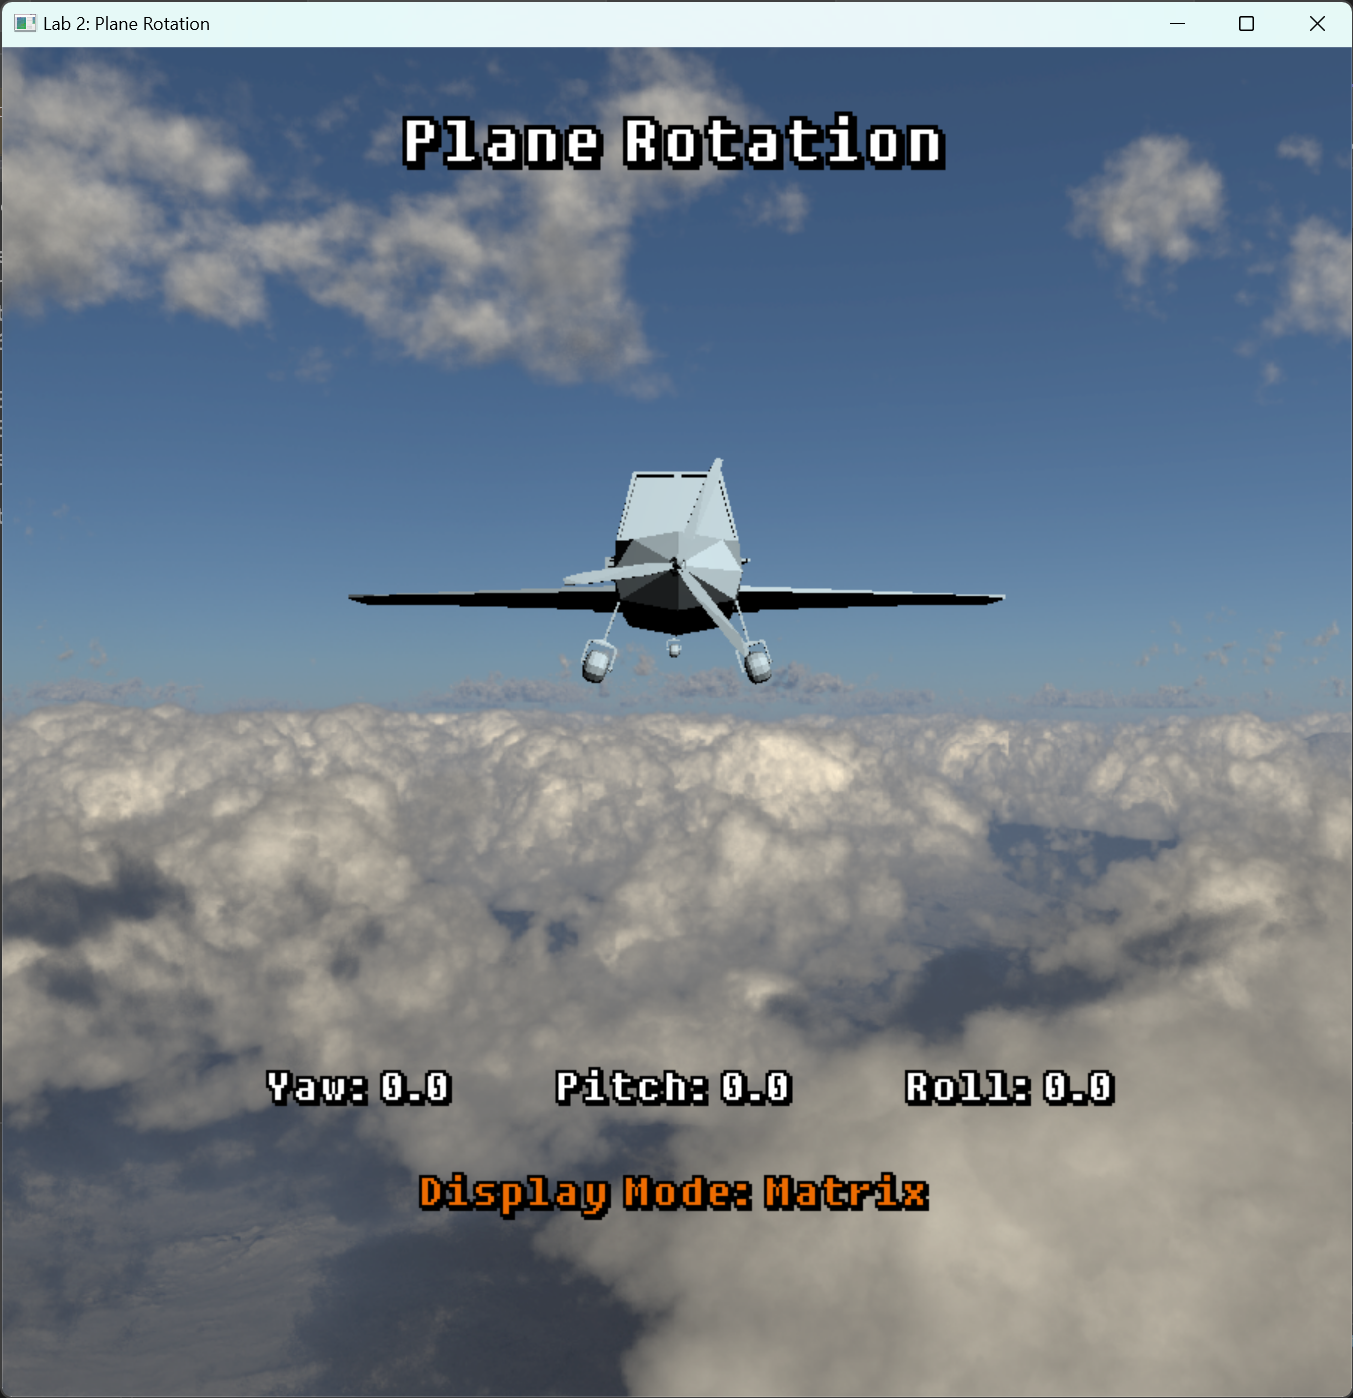 Lab 2: Plane Rotation
Plane Rotation
Yaw: 0.0 Pitch: 0.0 Roll: 0.0
Display Mode: Matrix